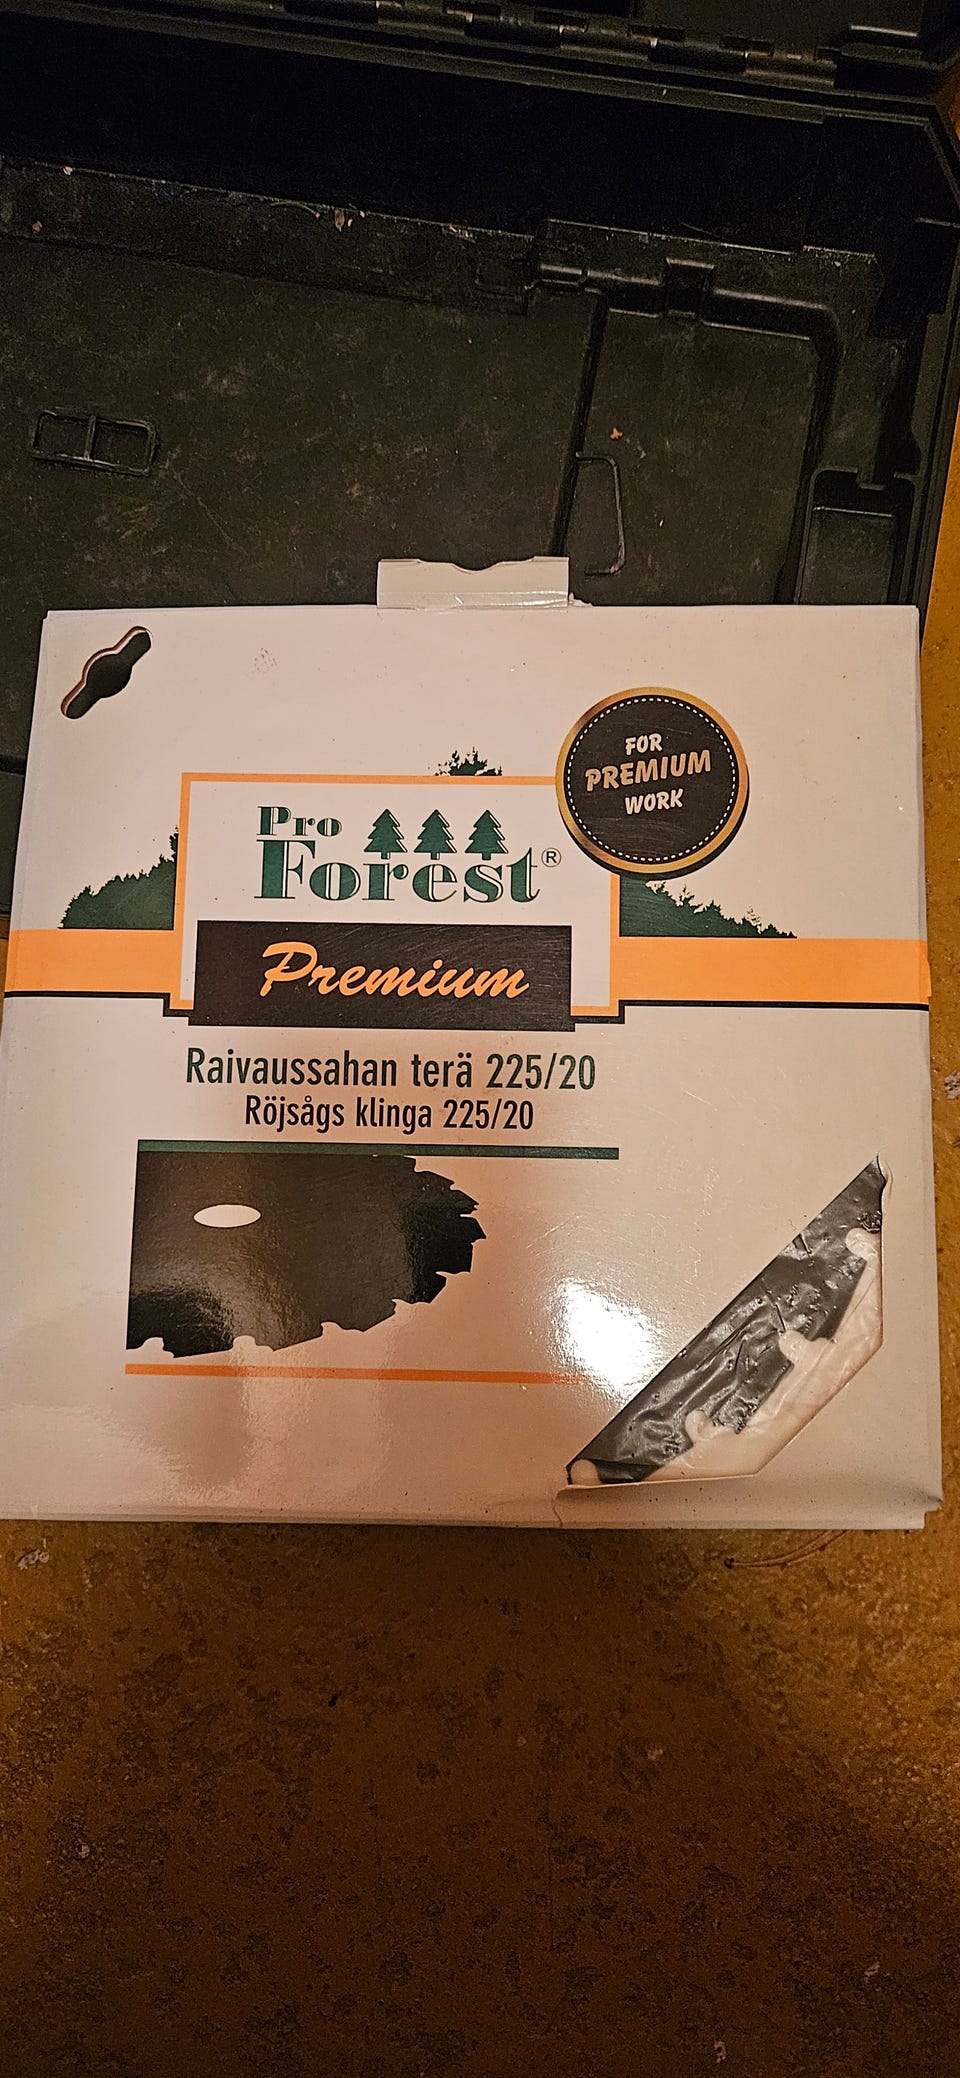 FOR
PREMIUM
WORK
Pro
Forest®
Premium
Raivaussahan terä 225/20
Röjsågs klinga 225/20